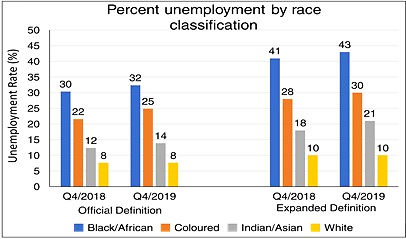 Percent unemployment by race
classification
Unemployment Rate (%)
50
45
40
35
30
25
20
15
10
5
0
30
22
12
8
32
25
14
8
41
28
18
10
43
30
21
10
Q4/2018
Q4/2019
Q4/2018
Q4/2019
Official Definition
Expanded Definition
Black/African
Coloured
Indian/Asian
White